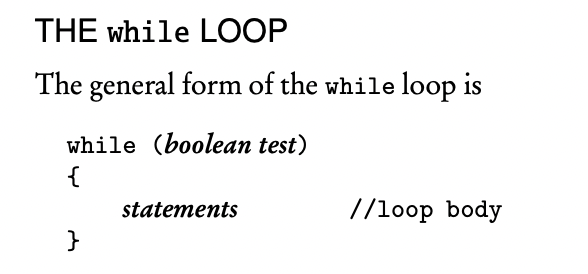 THE while LOOP
The general form of the while loop is
while (boolean test)
{
statements //loop body
}